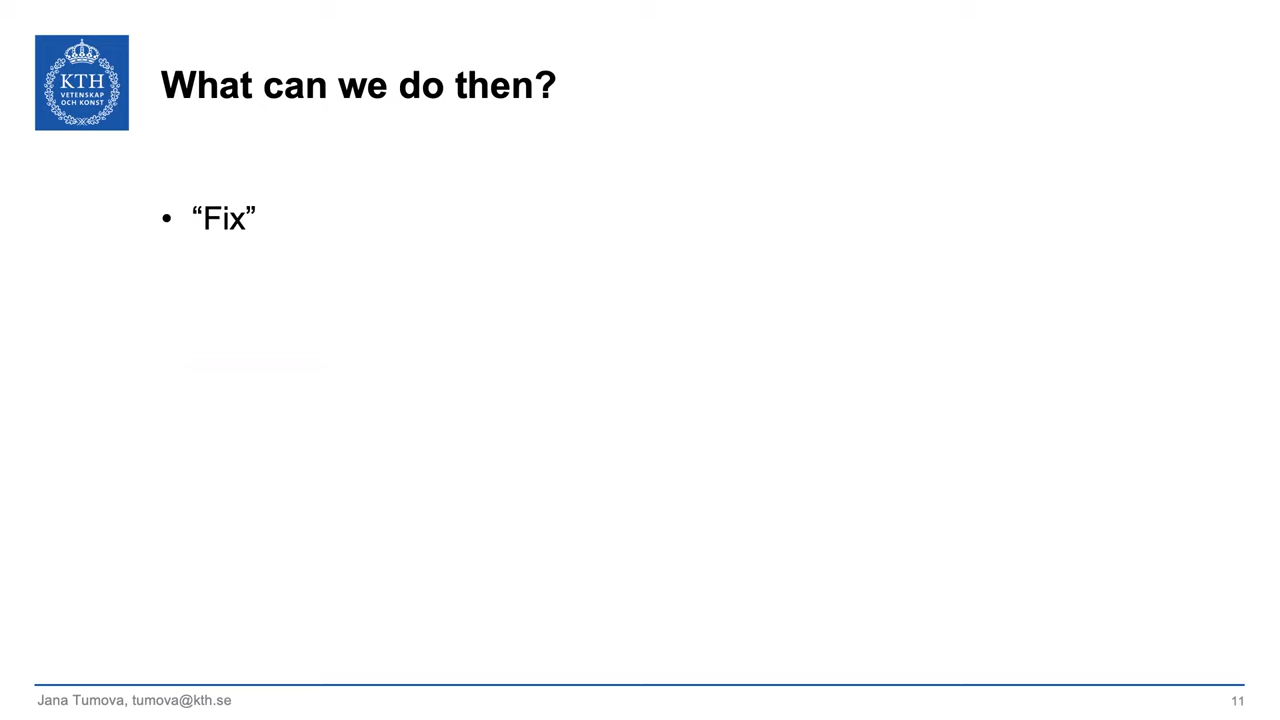 KTH
VETENSKAP
OCH KONST
What can we do then?
• “Fix”
Jana Tumova, tumova@kth.se
11